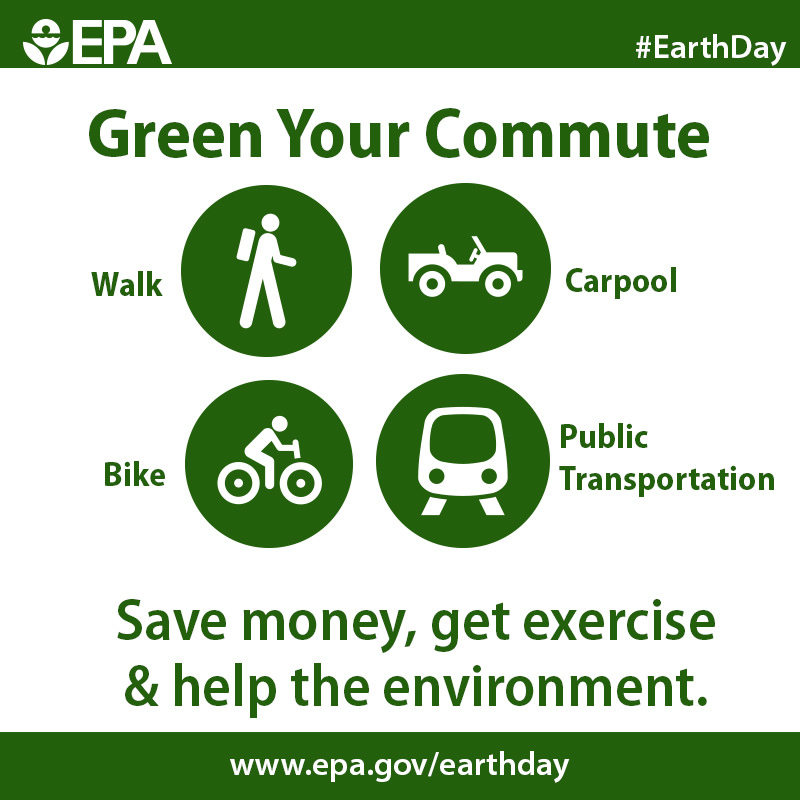 EPA
#EarthDay
Green Your Commute
Walk
Carpool
Bike
Public
Transportation
Save money, get exercise
& help the environment.
www.epa.gov/earthday